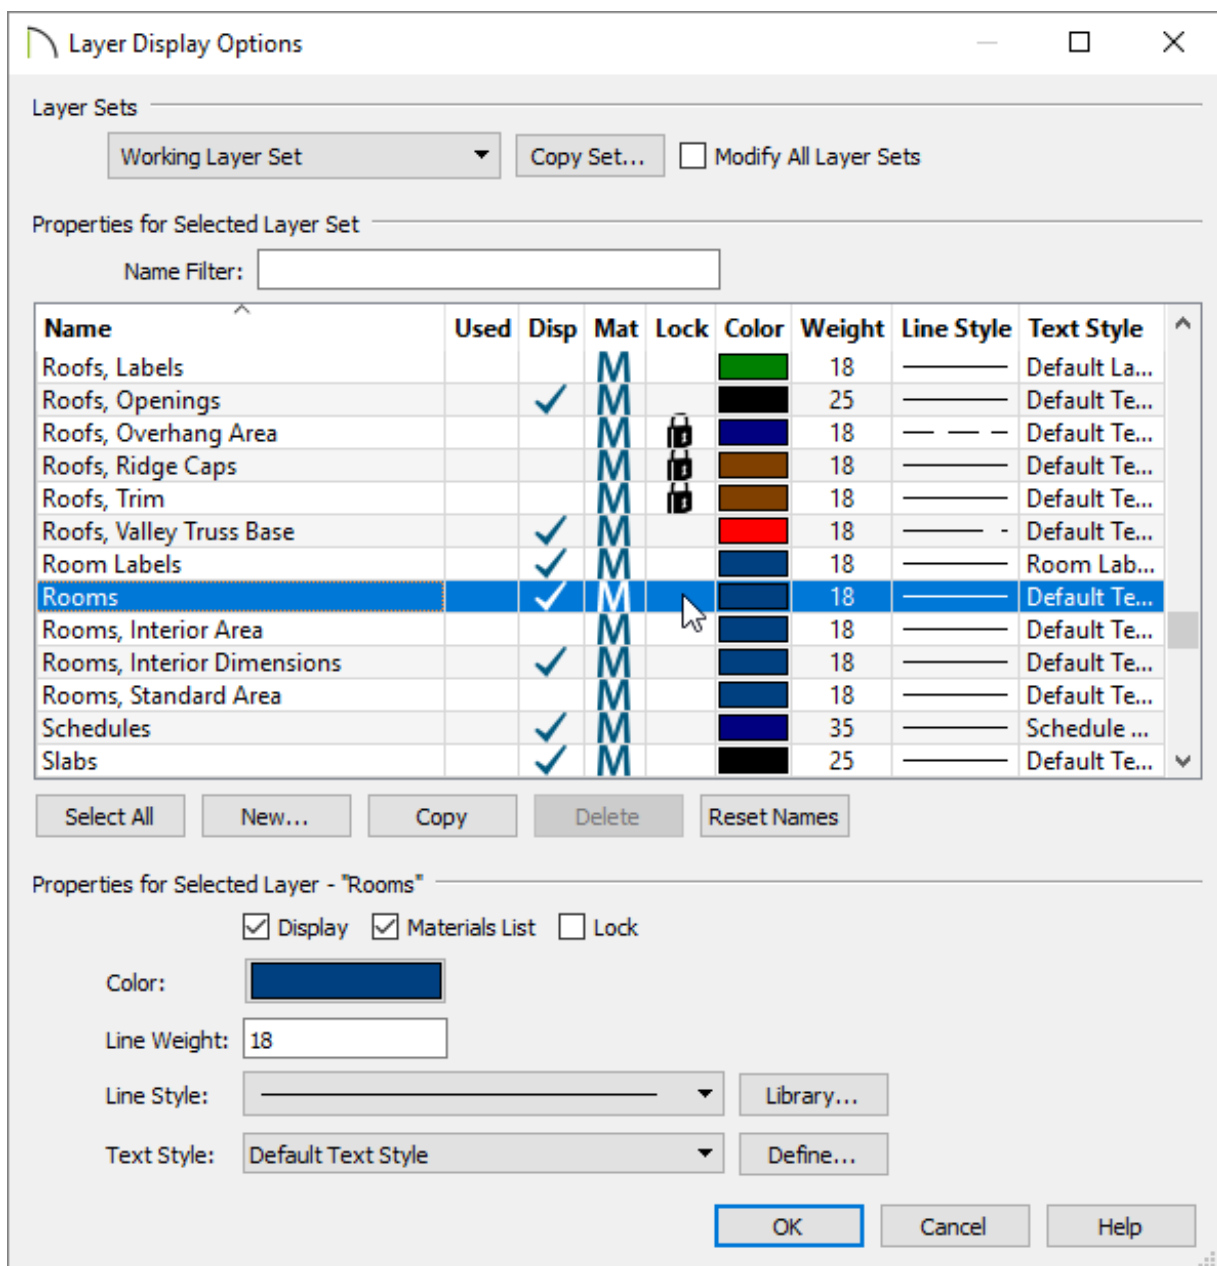 Layer Display Options
Layer Sets
Working Layer Set Copy Set... Modify All Layer Sets
Properties for Selected Layer Set
Name Filter:
Name Used Disp Mat Lock Color Weight Line Style Text Style
Roofs, Labels M 18 Default La...
Roofs, Openings M 25 Default Te...
Roofs, Overhang Area M 18 Default Te...
Roofs, Ridge Caps M 18 Default Te...
Roofs, Trim M 18 Default Te...
Roofs, Valley Truss Base M 18 Default Te...
Room Labels M 18 Room Lab...
Rooms M 18 Default Te...
Rooms, Interior Area M 18 Default Te...
Rooms, Interior Dimensions M 18 Default Te...
Rooms, Standard Area M 18 Default Te...
Schedules M 35 Schedule ...
Slabs M 25 Default Te...
Select All New... Copy Delete Reset Names
Properties for Selected Layer - "Rooms"
Display Materials List Lock
Color:
Line Weight: 18
Line Style: Library...
Text Style: Default Text Style Define...
OK Cancel Help